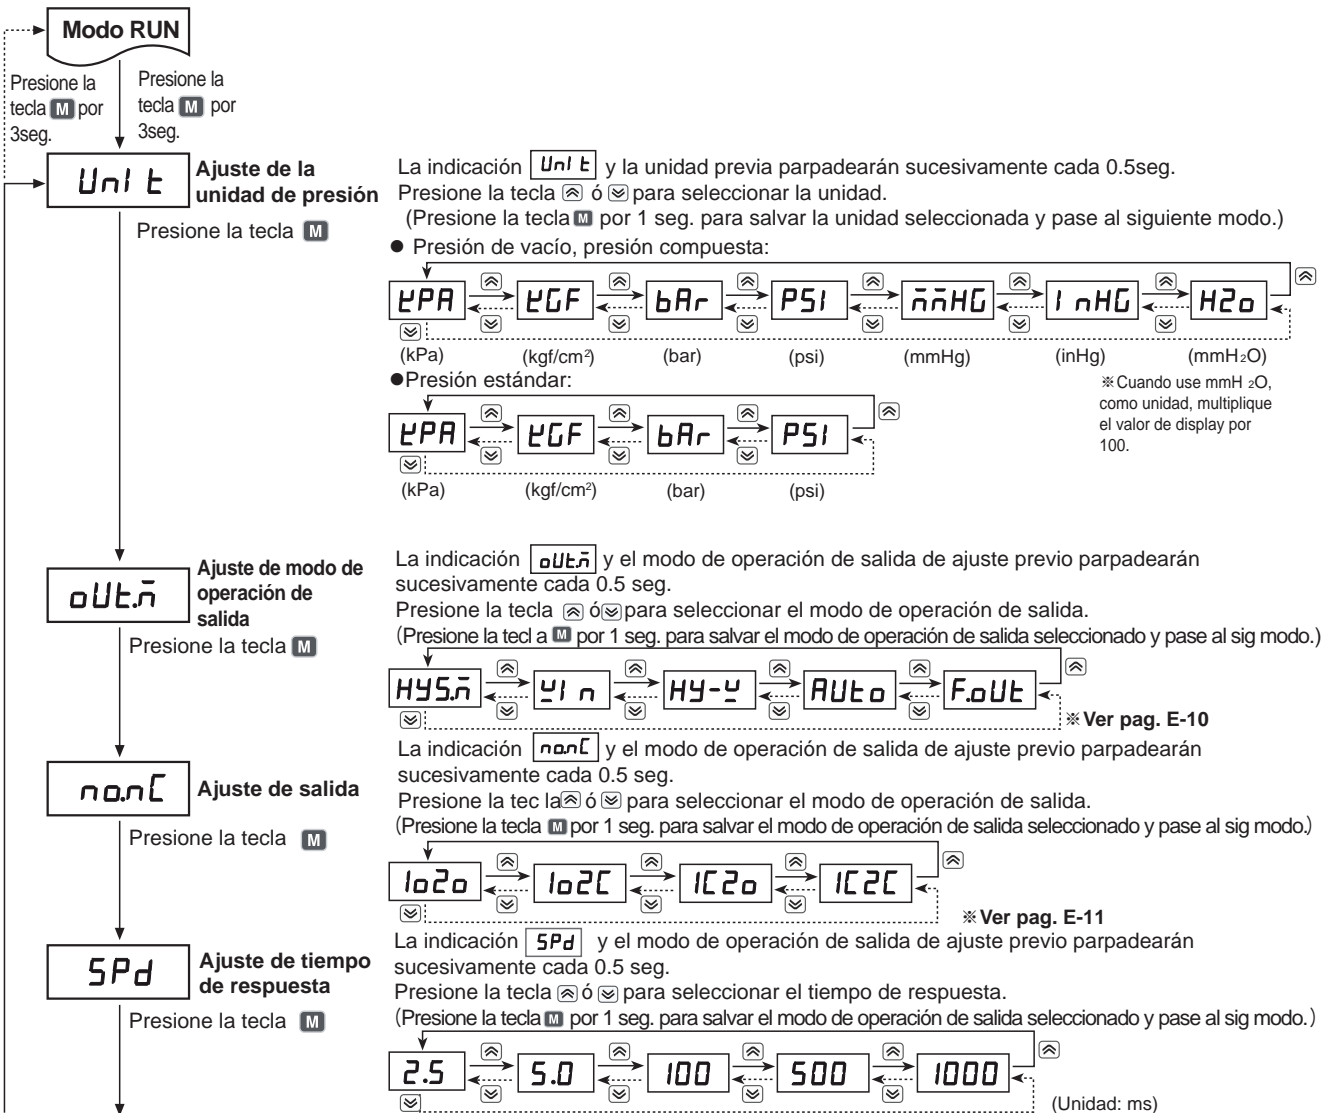 Modo RUN
Presione la
tecla M por
3seg.
Presione la
tecla M por
3seg.
UnI t
Ajuste de la
unidad de presión
Presione la tecla M
La indicación UnI t y la unidad previa parpadearán sucesivamente cada 0.5seg.
Presione la tecla ó para seleccionar la unidad.
(Presione la tecla M por 1 seg. para salvar la unidad seleccionada y pase al siguiente modo.)
● Presión de vacío, presión compuesta:
KPA KGF bAr PSI mmHG I nHG H2o
(kPa) (kgf/cm²) (bar) (psi) (mmHg) (inHg) (mmH₂O)
●Presión estándar:
※Cuando use mmH ₂O,
como unidad, multiplique
el valor de display por
100.
KPA KGF bAr PSI
(kPa) (kgf/cm²) (bar) (psi)
oUt.m
Ajuste de modo de
operación de
salida
Presione la tecla M
La indicación oUt.m y el modo de operación de salida de ajuste previo parpadearán
sucesivamente cada 0.5 seg.
Presione la tecla ó para seleccionar el modo de operación de salida.
(Presione la tecl a M por 1 seg. para salvar el modo de operación de salida seleccionado y pase al sig modo.)
HYS.m WI n HY-W AUto F.oUt
※Ver pag. E-10
no.nC
Ajuste de salida
Presione la tecla M
La indicación no.nC y el modo de operación de salida de ajuste previo parpadearán
sucesivamente cada 0.5 seg.
Presione la tec la ó para seleccionar el modo de operación de salida.
(Presione la tecla M por 1 seg. para salvar el modo de operación de salida seleccionado y pase al sig modo.)
1o2o 1o2C 1C2o 1C2C
※Ver pag. E-11
SPd
Ajuste de tiempo
de respuesta
Presione la tecla M
La indicación SPd y el modo de operación de salida de ajuste previo parpadearán
sucesivamente cada 0.5 seg.
Presione la tecla ó para seleccionar el tiempo de respuesta.
(Presione la tecla M por 1 seg. para salvar el modo de operación de salida seleccionado y pase al sig modo.)
2.5 5.0 100 500 1000
(Unidad: ms)